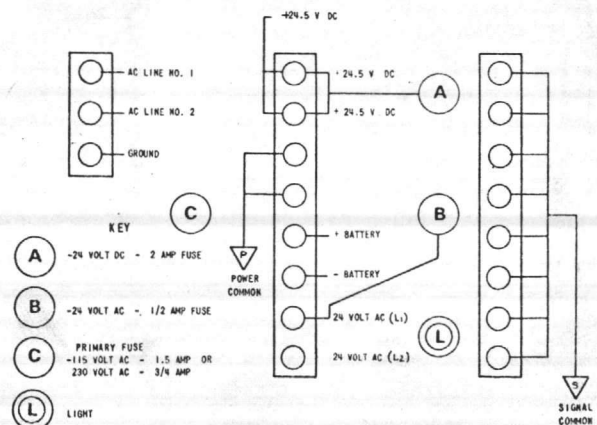 +24.5 V DC
AC LINE NO. 1
AC LINE NO. 2
GROUND
+24.5 V DC
+24.5 V DC
A
C
B
+ BATTERY
- BATTERY
24 VOLT AC (L1)
24 VOLT AC (L2)
L
P
POWER
COMMON
S
SIGNAL
COMMON
KEY
A
-24 VOLT DC - 2 AMP FUSE
B
-24 VOLT AC - 1/2 AMP FUSE
C
PRIMARY FUSE
-115 VOLT AC - 1.5 AMP OR
230 VOLT AC - 3/4 AMP
L
LIGHT